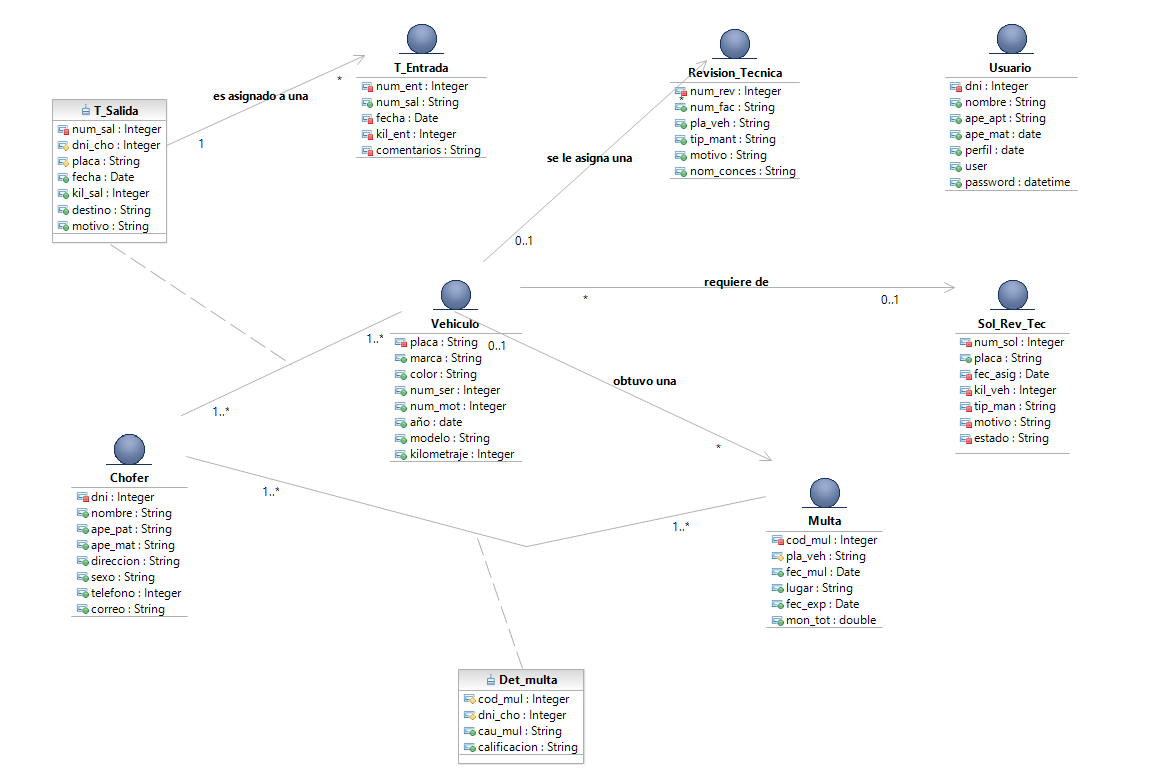 T_Salida
num_sal : Integer
dni_cho : Integer
placa : String
fecha : Date
kil_sal : Integer
destino : String
motivo : String
es asignado a una
1
*
T_Entrada
num_ent : Integer
num_sal : String
fecha : Date
kil_ent : Integer
comentarios : String
Revision_Tecnica
num_rev : Integer
num_fac : String
pla_veh : String
tip_mant : String
motivo : String
nom_conces : String
*
se le asigna una
0..1
Usuario
dni : Integer
nombre : String
ape_apt : String
ape_mat : date
perfil : date
user
password : datetime
requiere de
*
0..1
Vehiculo
placa : String
marca : String
color : String
num_ser : Integer
num_mot : Integer
año : date
modelo : String
kilometraje : Integer
1..*
1..*
0..1
obtuvo una
*
Sol_Rev_Tec
num_sol : Integer
placa : String
fec_asig : Date
kil_veh : Integer
tip_man : String
motivo : String
estado : String
Chofer
dni : Integer
nombre : String
ape_pat : String
ape_mat : String
direccion : String
sexo : String
telefono : Integer
correo : String
1..*
1..*
Multa
cod_mul : Integer
pla_veh : String
fec_mul : Date
lugar : String
fec_exp : Date
mon_tot : double
Det_multa
cod_mul : Integer
dni_cho : Integer
cau_mul : String
calificacion : String